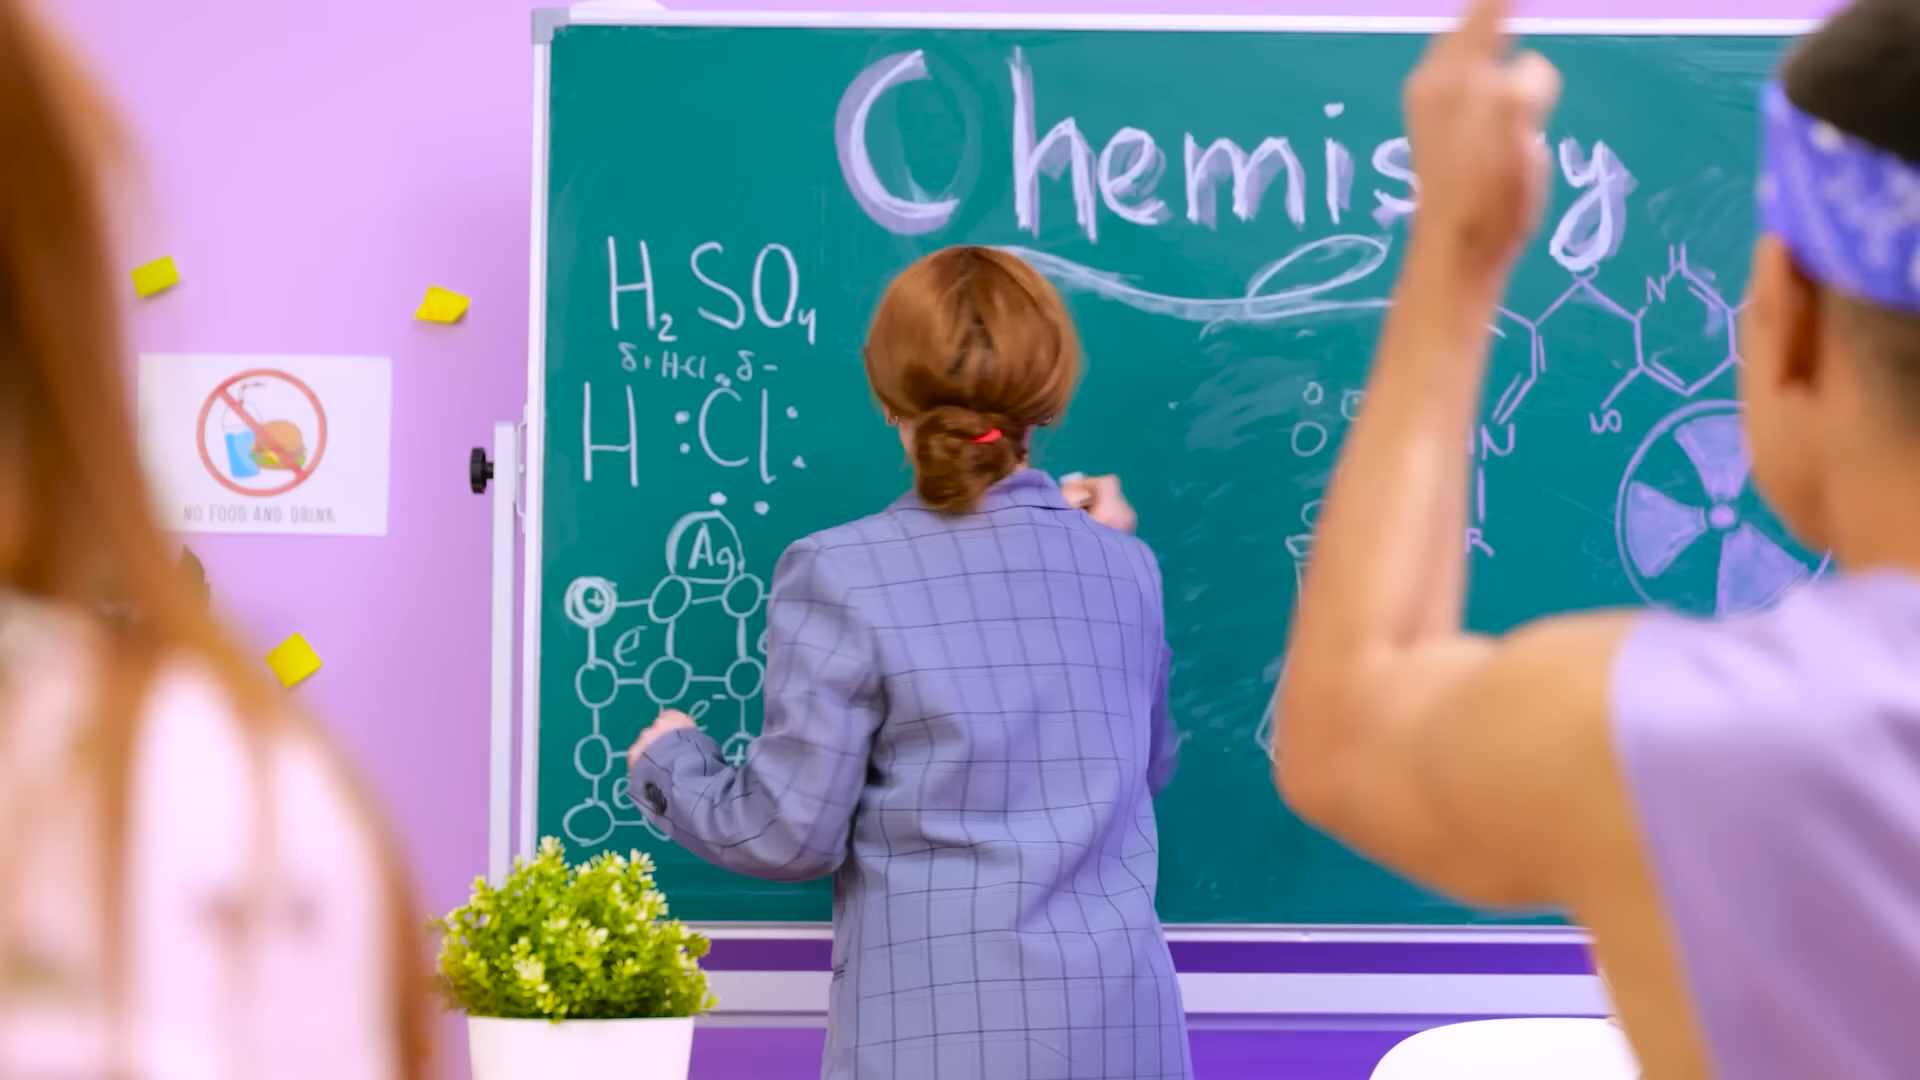 Chemis y
H₂SO₄
δ+ H-Cl δ-
H :Cl:
Ag
+
e
e⁻
+
e
N
H
N
R
NO FOOD AND DRINK